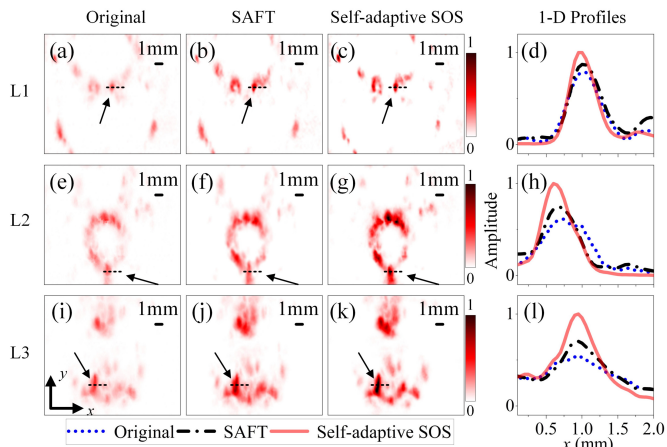 Original SAFT Self-adaptive SOS 1-D Profiles
L1
(a) 1mm (b) 1mm (c) 1mm 1 0 (d) 1 0
L2
(e) 1mm (f) 1mm (g) 1mm 1 0 (h) 1 0
Amplitude
L3
(i) 1mm (j) 1mm (k) 1mm 1 0 (l) 1 0
y x
0.5 1.0 1.5 2.0
x (mm)
Original SAFT Self-adaptive SOS